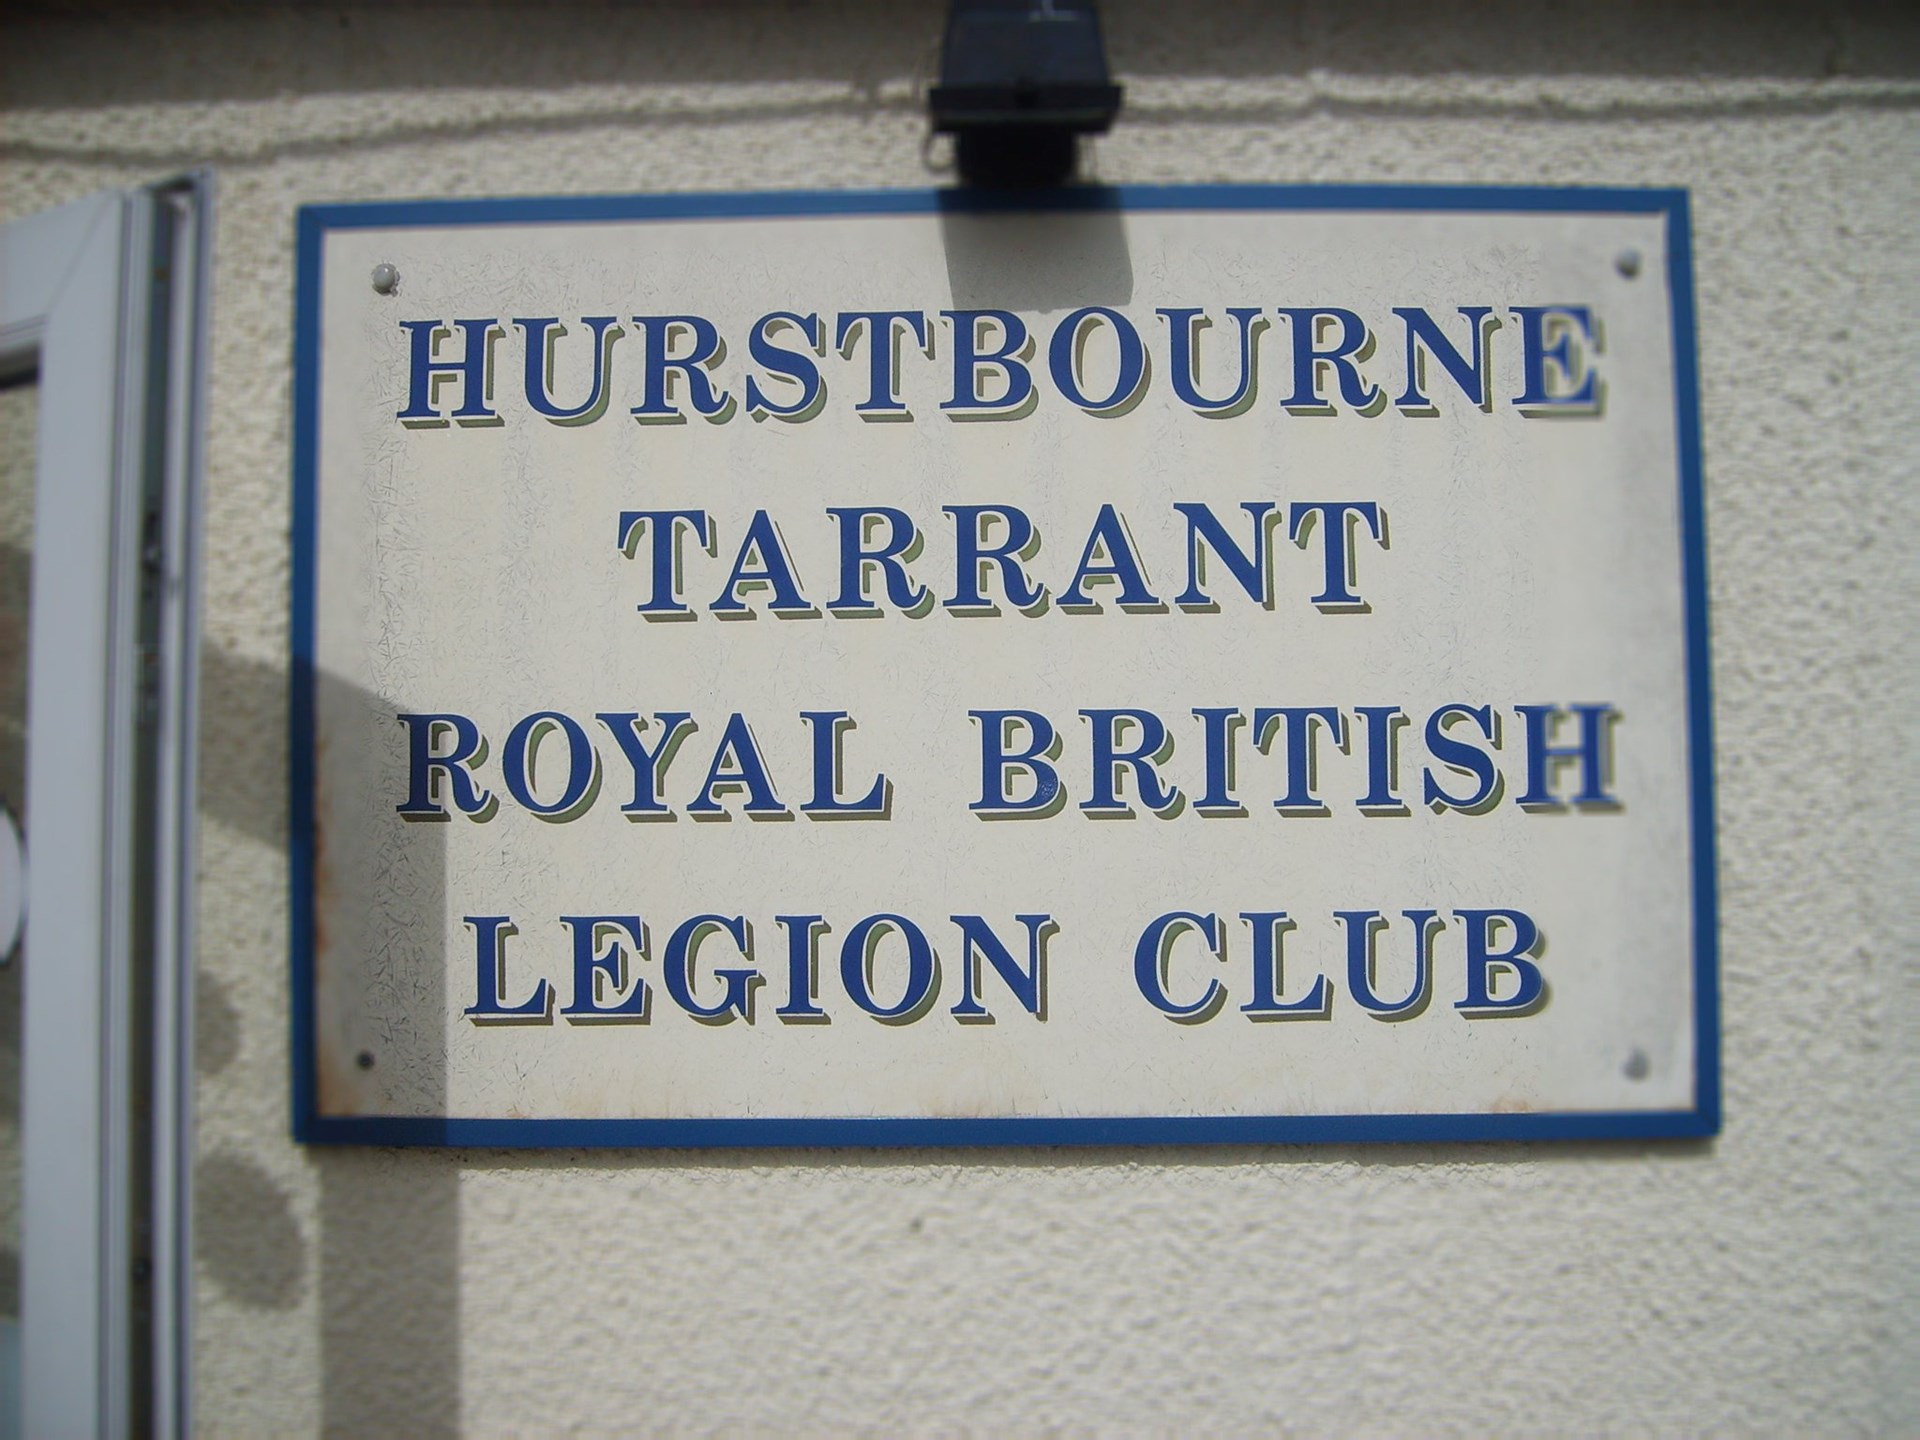 HURSTBOURNE
TARRANT
ROYAL BRITISH
LEGION CLUB